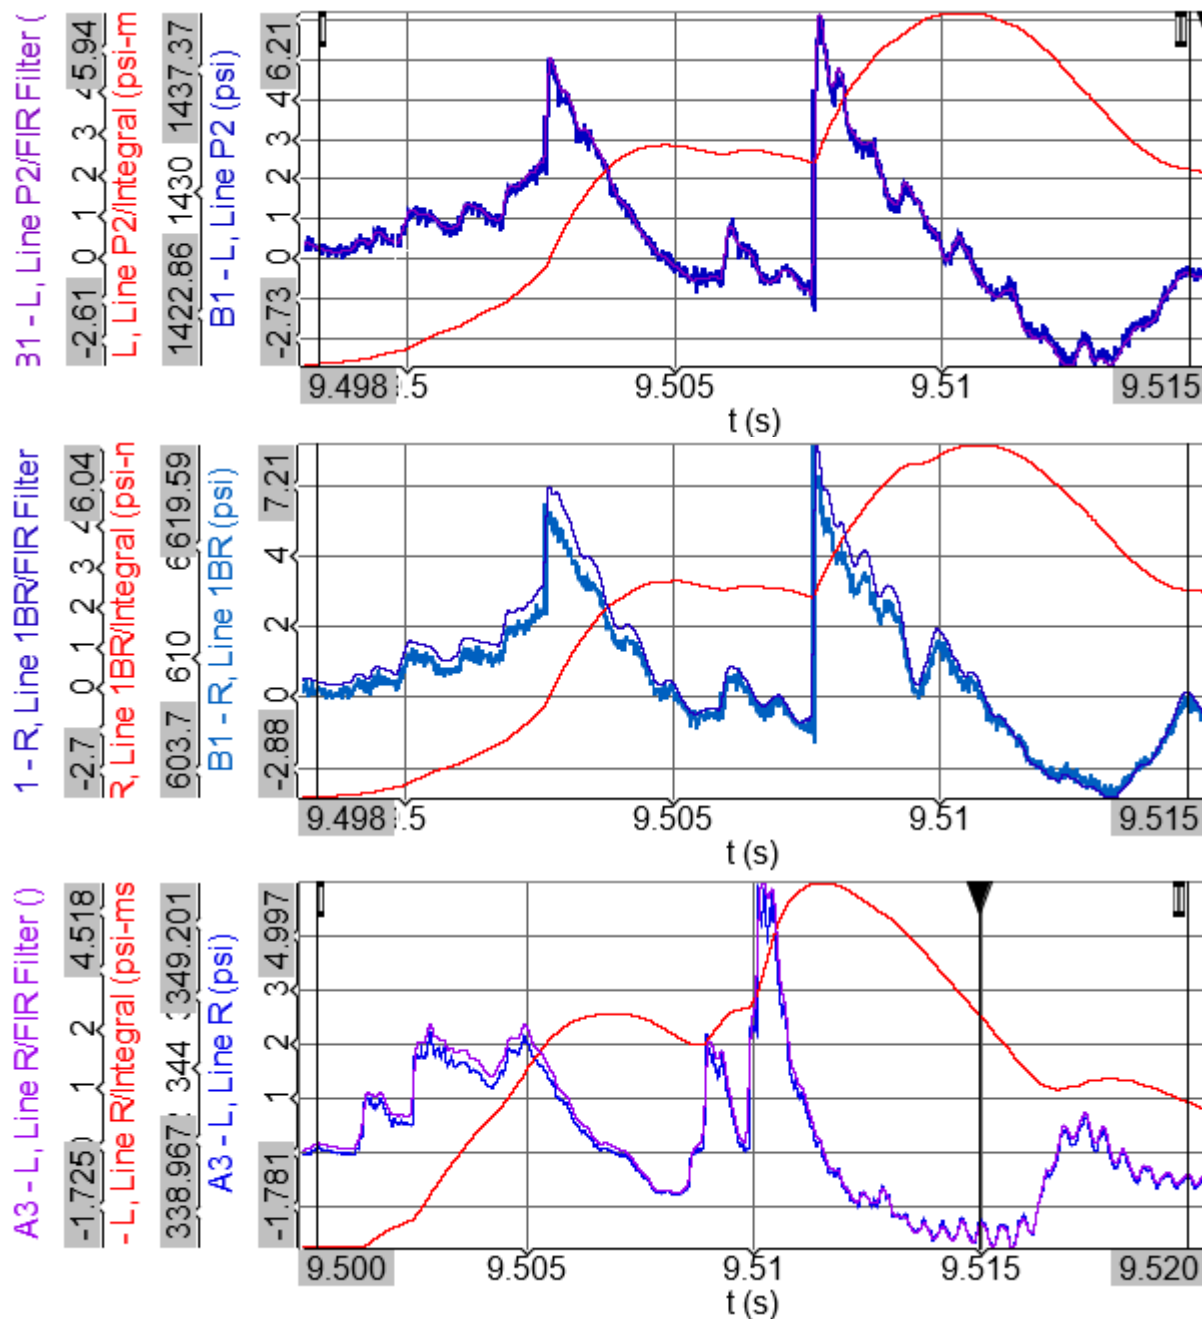 B1 - L, Line P2/FIR Filter (
-2.61 0 1 2 3 4 5.94
L, Line P2/Integral (psi-m
1422.86 1430 1437.37
B1 - L, Line P2 (psi)
-2.73 0 1 2 3 4 6.21
9.498 .5 9.505 9.51 9.515
t (s)
1 - R, Line 1BR/FIR Filter
-2.7 0 1 2 3 4 6.04
R, Line 1BR/Integral (psi-n
603.7 610 6 619.59
B1 - R, Line 1BR (psi)
-2.88 0 2 4 7.21
9.498 .5 9.505 9.51 9.515
t (s)
A3 - L, Line R/FIR Filter ()
-1.725 1 2 4.518
- L, Line R/Integral (psi-ms
338.967 344 349.201
A3 - L, Line R (psi)
-1.781 1 2 3 4.997
9.500 9.505 9.51 9.515 9.520
t (s)